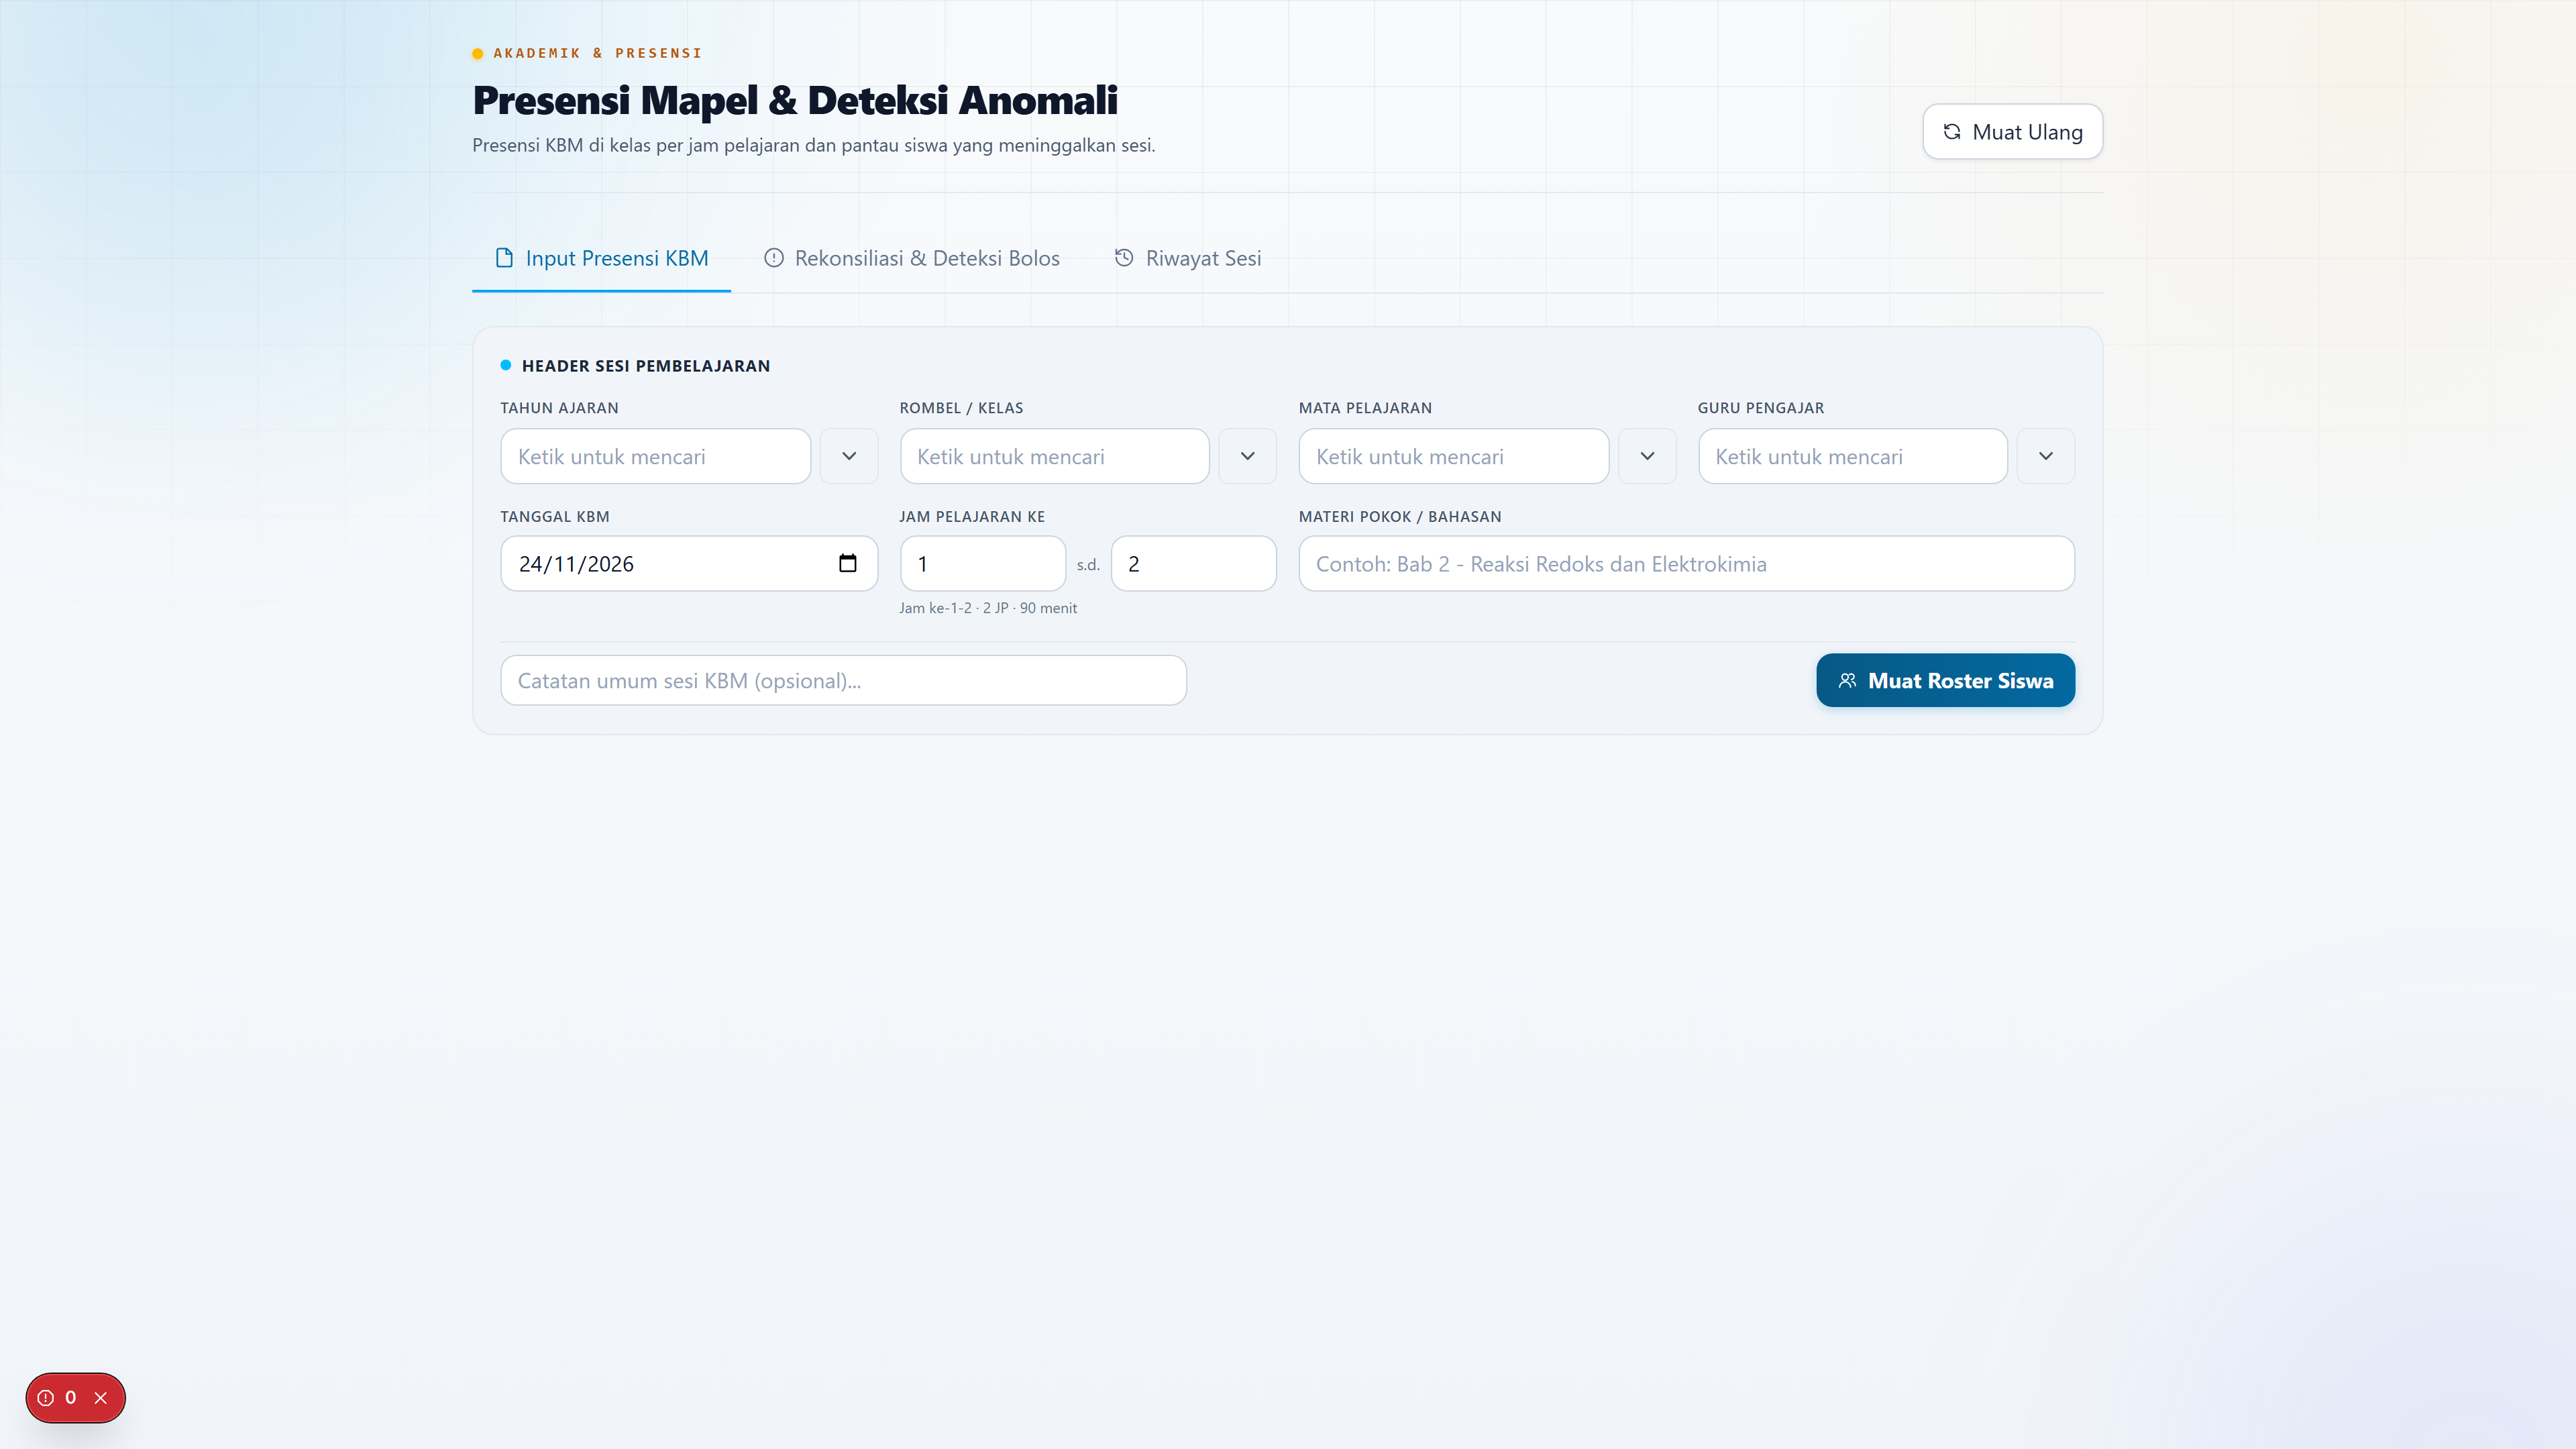 AKADEMIK & PRESENSI
Presensi Mapel & Deteksi Anomali
Presensi KBM di kelas per jam pelajaran dan pantau siswa yang meninggalkan sesi.
Muat Ulang
Input Presensi KBM
Rekonsiliasi & Deteksi Bolos
Riwayat Sesi
HEADER SESI PEMBELAJARAN
TAHUN AJARAN
ROMBEL / KELAS
MATA PELAJARAN
GURU PENGAJAR
Ketik untuk mencari
Ketik untuk mencari
Ketik untuk mencari
Ketik untuk mencari
TANGGAL KBM
JAM PELAJARAN KE
MATERI POKOK / BAHASAN
24/11/2026
1 s.d. 2
Contoh: Bab 2 - Reaksi Redoks dan Elektrokimia
Jam ke-1-2 · 2 JP · 90 menit
Catatan umum sesi KBM (opsional)...
Muat Roster Siswa
0